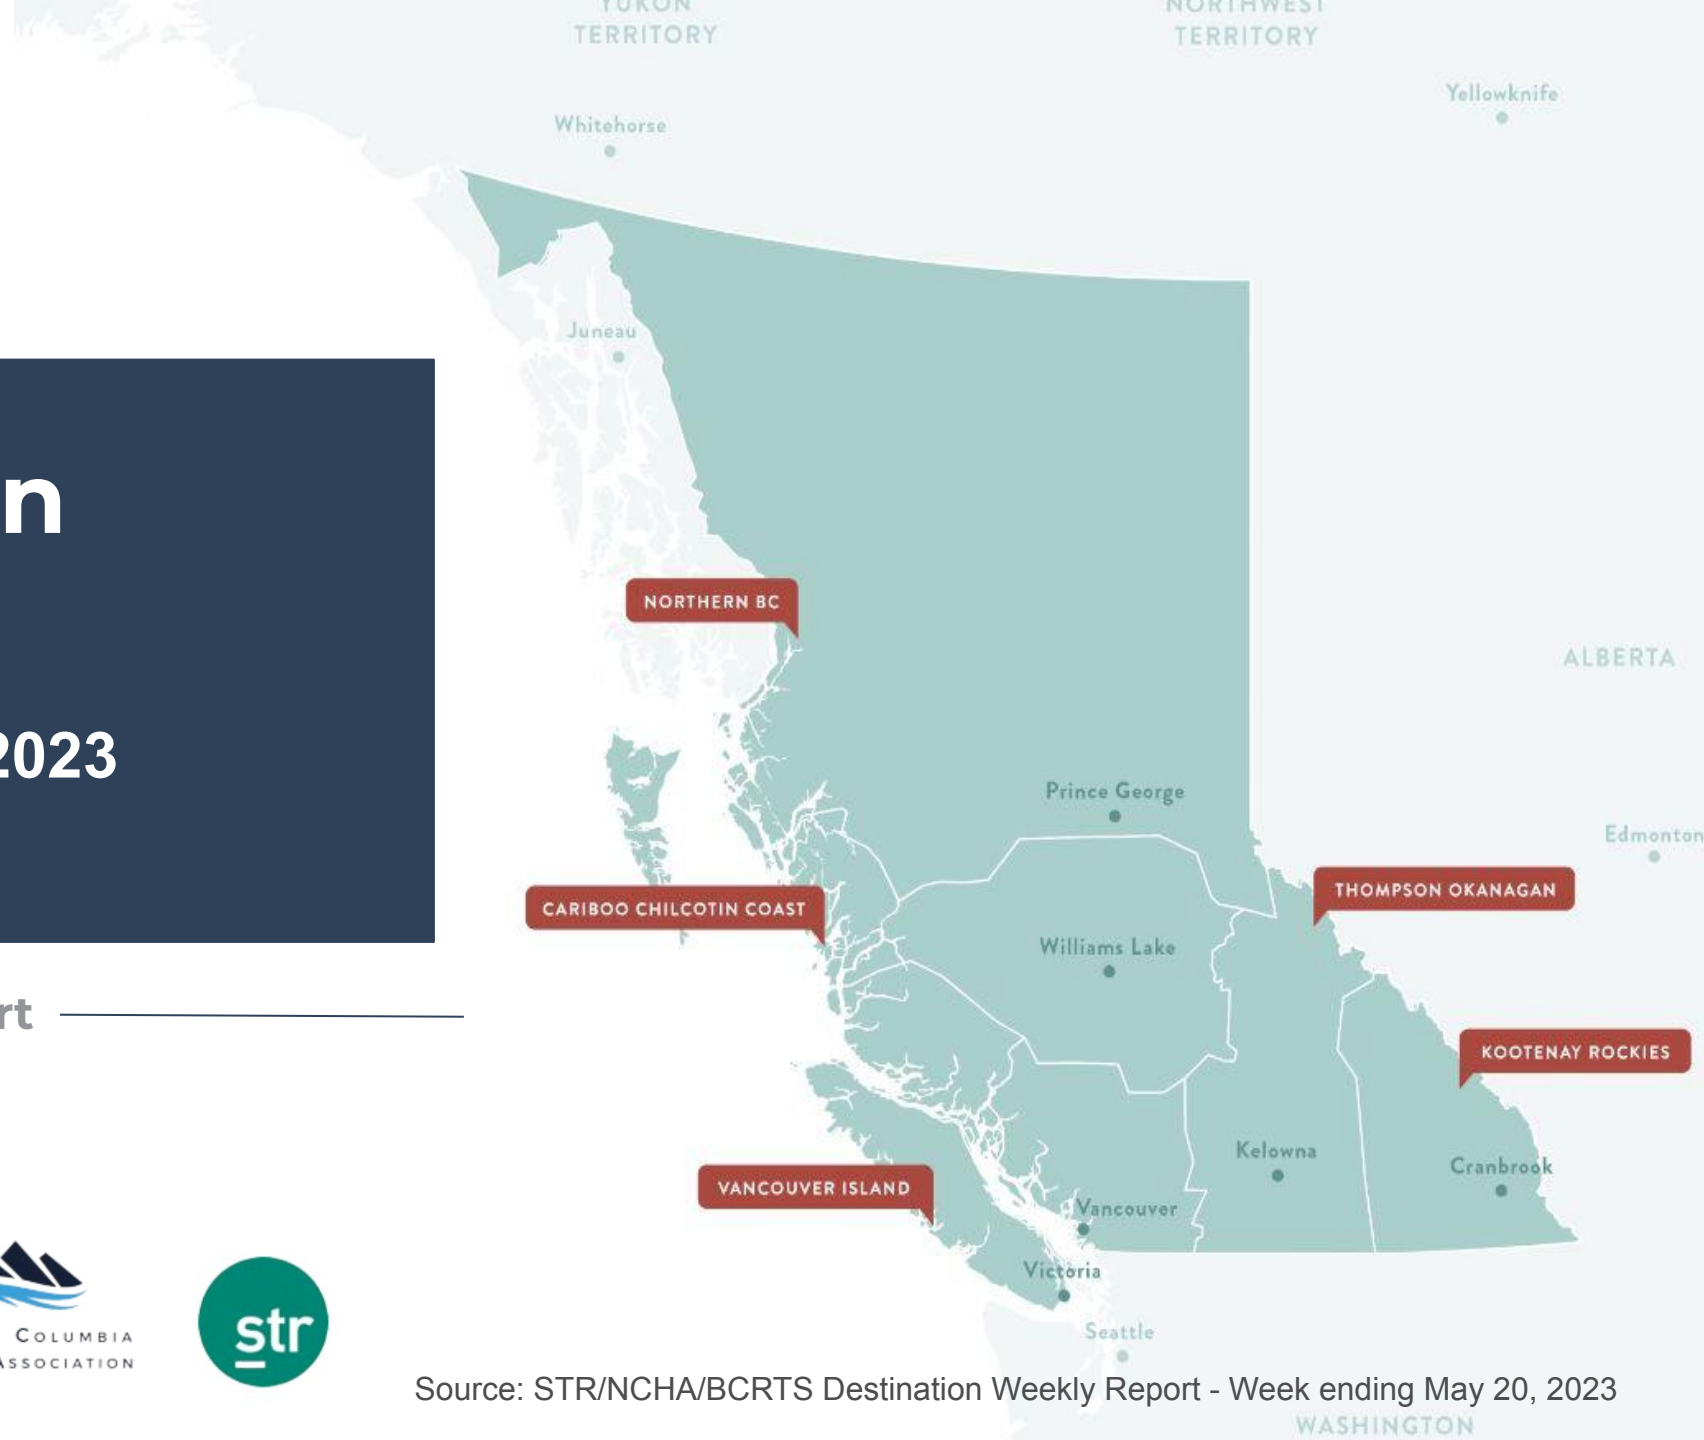 YUKON
TERRITORY
NORTHWEST
TERRITORY
Yellowknife
Whitehorse
Juneau
n
NORTHERN BC
ALBERTA
2023
Prince George
Edmonton
THOMPSON OKANAGAN
CARIBOO CHILCOTIN COAST
Williams Lake
rt
KOOTENAY ROCKIES
Kelowna
Cranbrook
VANCOUVER ISLAND
Vancouver
Victoria
str
COLUMBIA
ASSOCIATION
Seattle
Source: STR/NCHA/BCRTS Destination Weekly Report - Week ending May 20, 2023
WASHINGTON